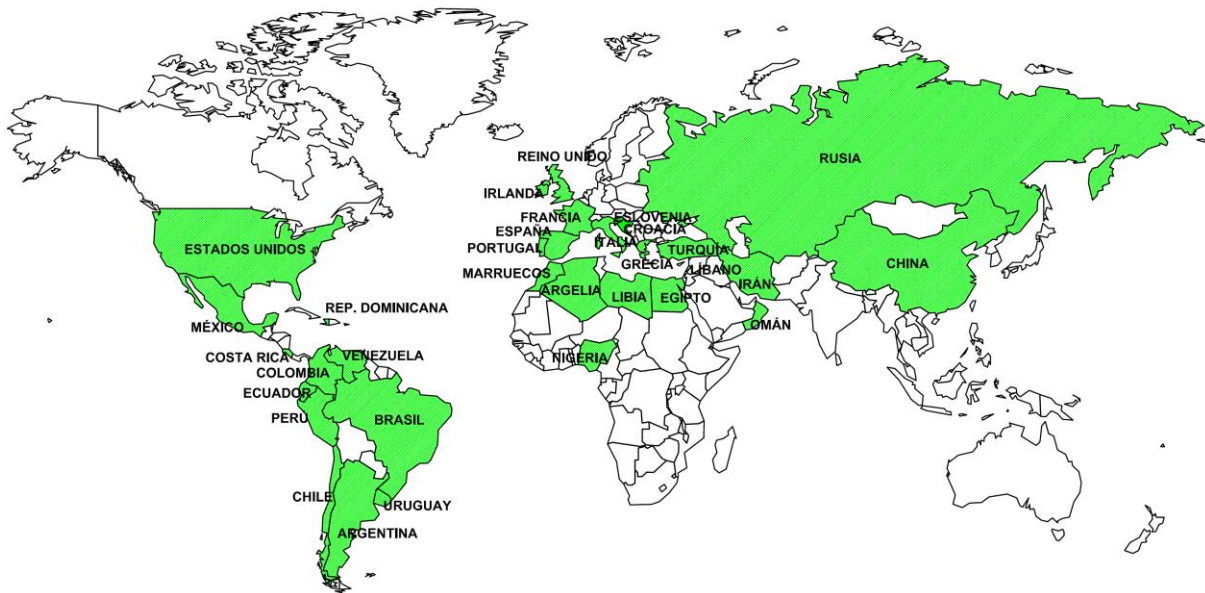 REINO UNIDO
RUSIA
IRLANDA
FRANCIA
ESLOVENIA
ESPAÑA
CROACIA
ESTADOS UNIDOS
PORTUGAL
ITALIA
TURQUÍA
GRECIA
CHINA
MARRUECOS
LÍBANO
ARGELIA
IRÁN
LIBIA
EGIPTO
REP. DOMINICANA
MÉXICO
OMÁN
COSTA RICA
VENEZUELA
NIGERIA
COLOMBIA
ECUADOR
PERÚ
BRASIL
CHILE
URUGUAY
ARGENTINA